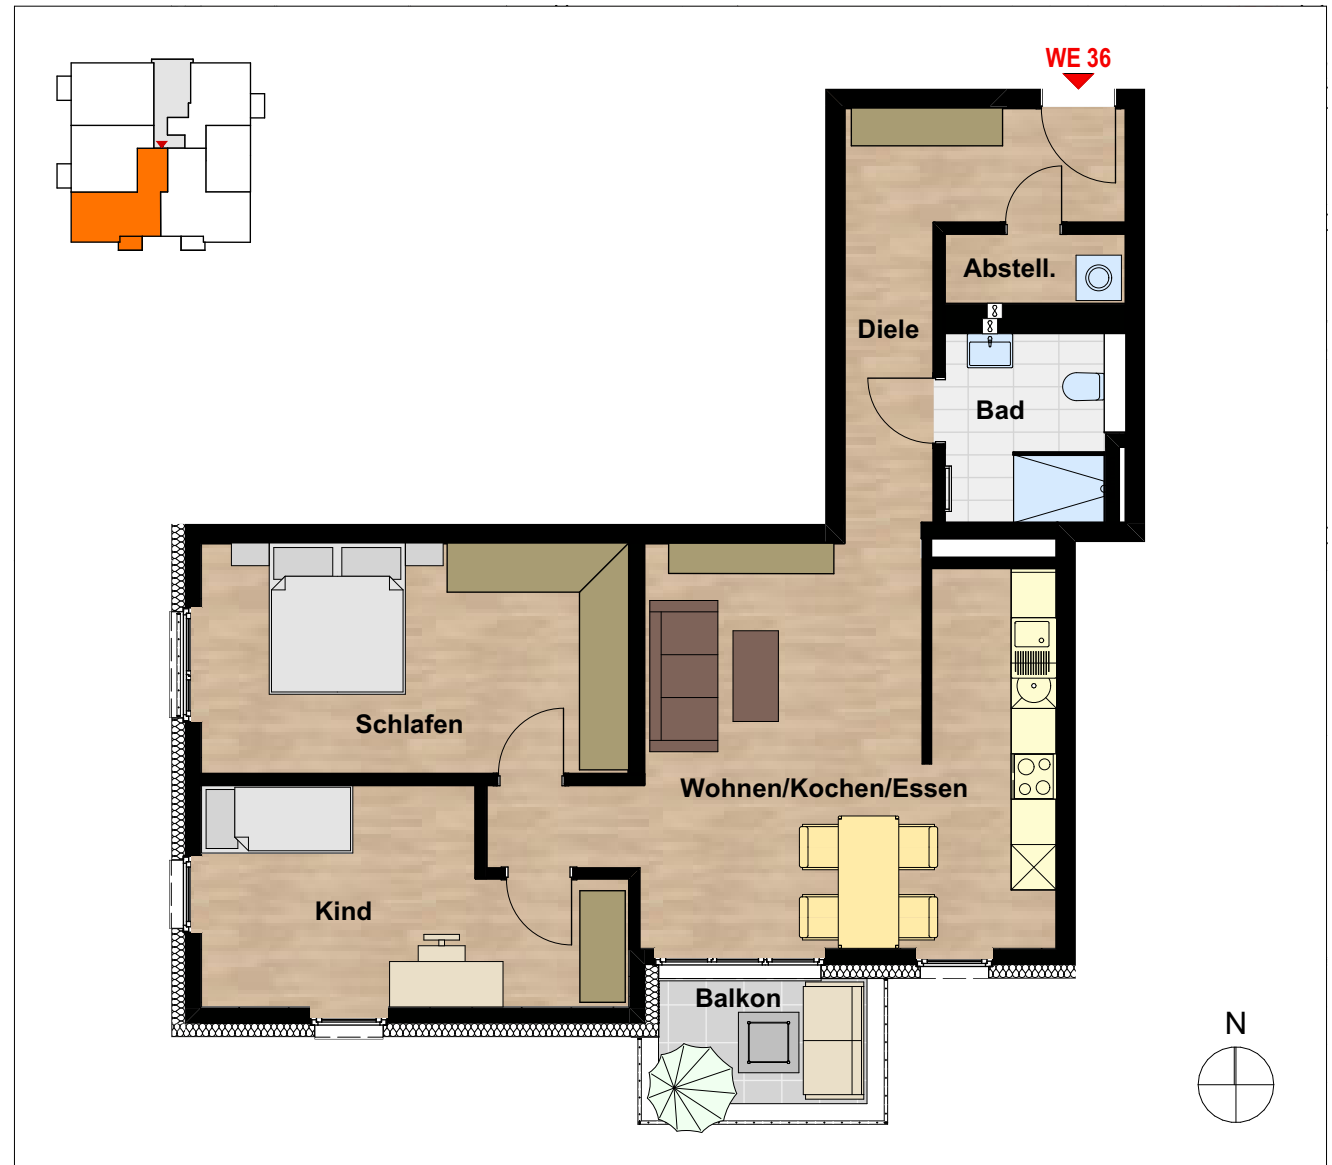 WE 36
Abstell.
Diele
Bad
Schlafen
Wohnen/Kochen/Essen
Kind
Balkon
N